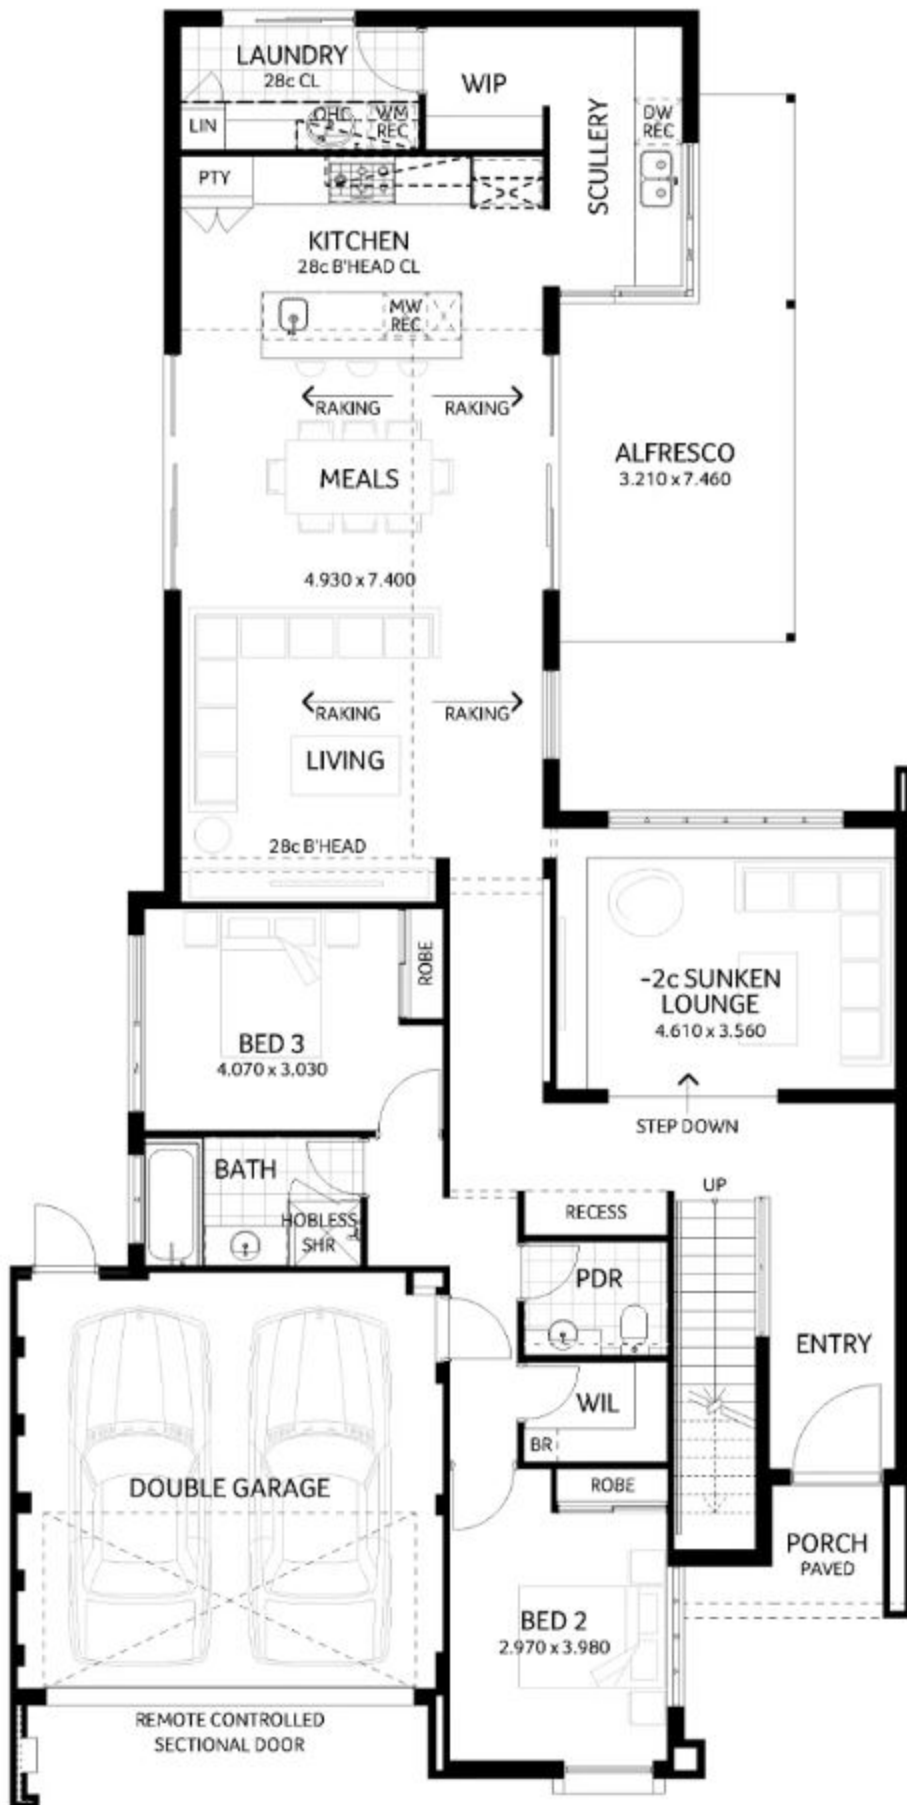 LAUNDRY
28c CL
WIP
LIN
OHC
WM
REC
DW
REC
SCULLERY
PTY
KITCHEN
28c B'HEAD CL
MW
REC
RAKING
RAKING
ALFRESCO
3.210 x 7.460
MEALS
4.930 x 7.400
RAKING
RAKING
LIVING
28c B'HEAD
ROBE
-2c SUNKEN
LOUNGE
4.610 x 3.560
BED 3
4.070 x 3.030
STEP DOWN
BATH
UP
HOBLESS
SHR
RECESS
PDR
ENTRY
WIL
BR
DOUBLE GARAGE
ROBE
PORCH
PAVED
BED 2
2.970 x 3.980
REMOTE CONTROLLED
SECTIONAL DOOR